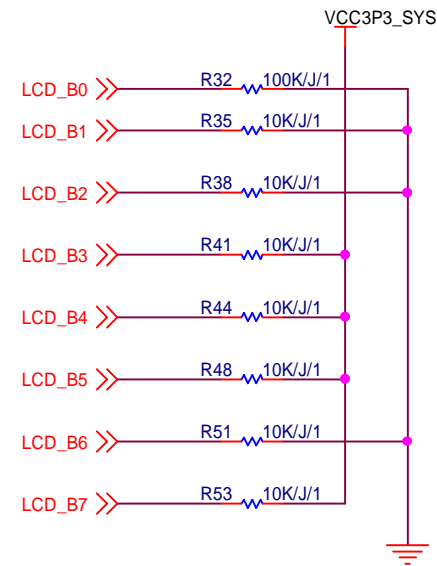 VCC3P3_SYS
LCD_B0 R32 100K/J/1
LCD_B1 R35 10K/J/1
LCD_B2 R38 10K/J/1
LCD_B3 R41 10K/J/1
LCD_B4 R44 10K/J/1
LCD_B5 R48 10K/J/1
LCD_B6 R51 10K/J/1
LCD_B7 R53 10K/J/1